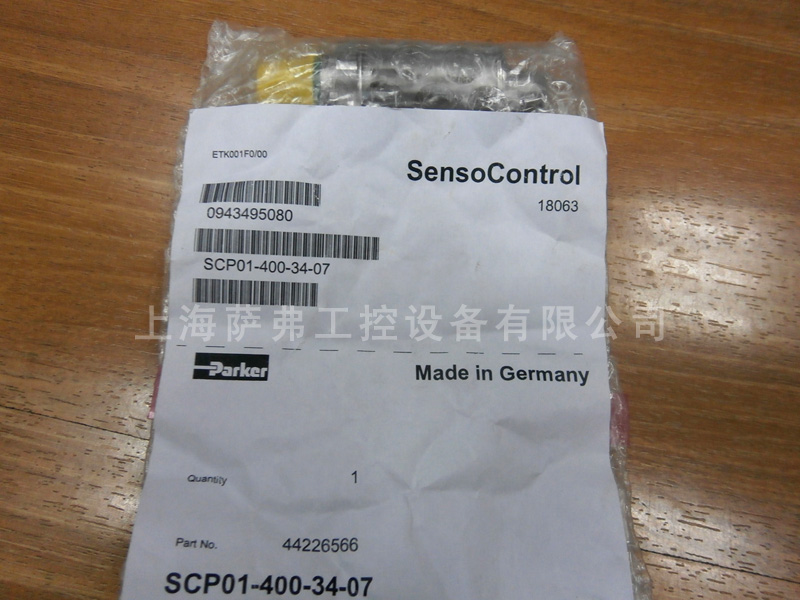 ETK001F0/00
SensoControl
18063
0943495080
SCP01-400-34-07
上海萨弗工控设备有限公司
Parker
Made in Germany
Quantity 1
Part No. 44226566
SCP01-400-34-07